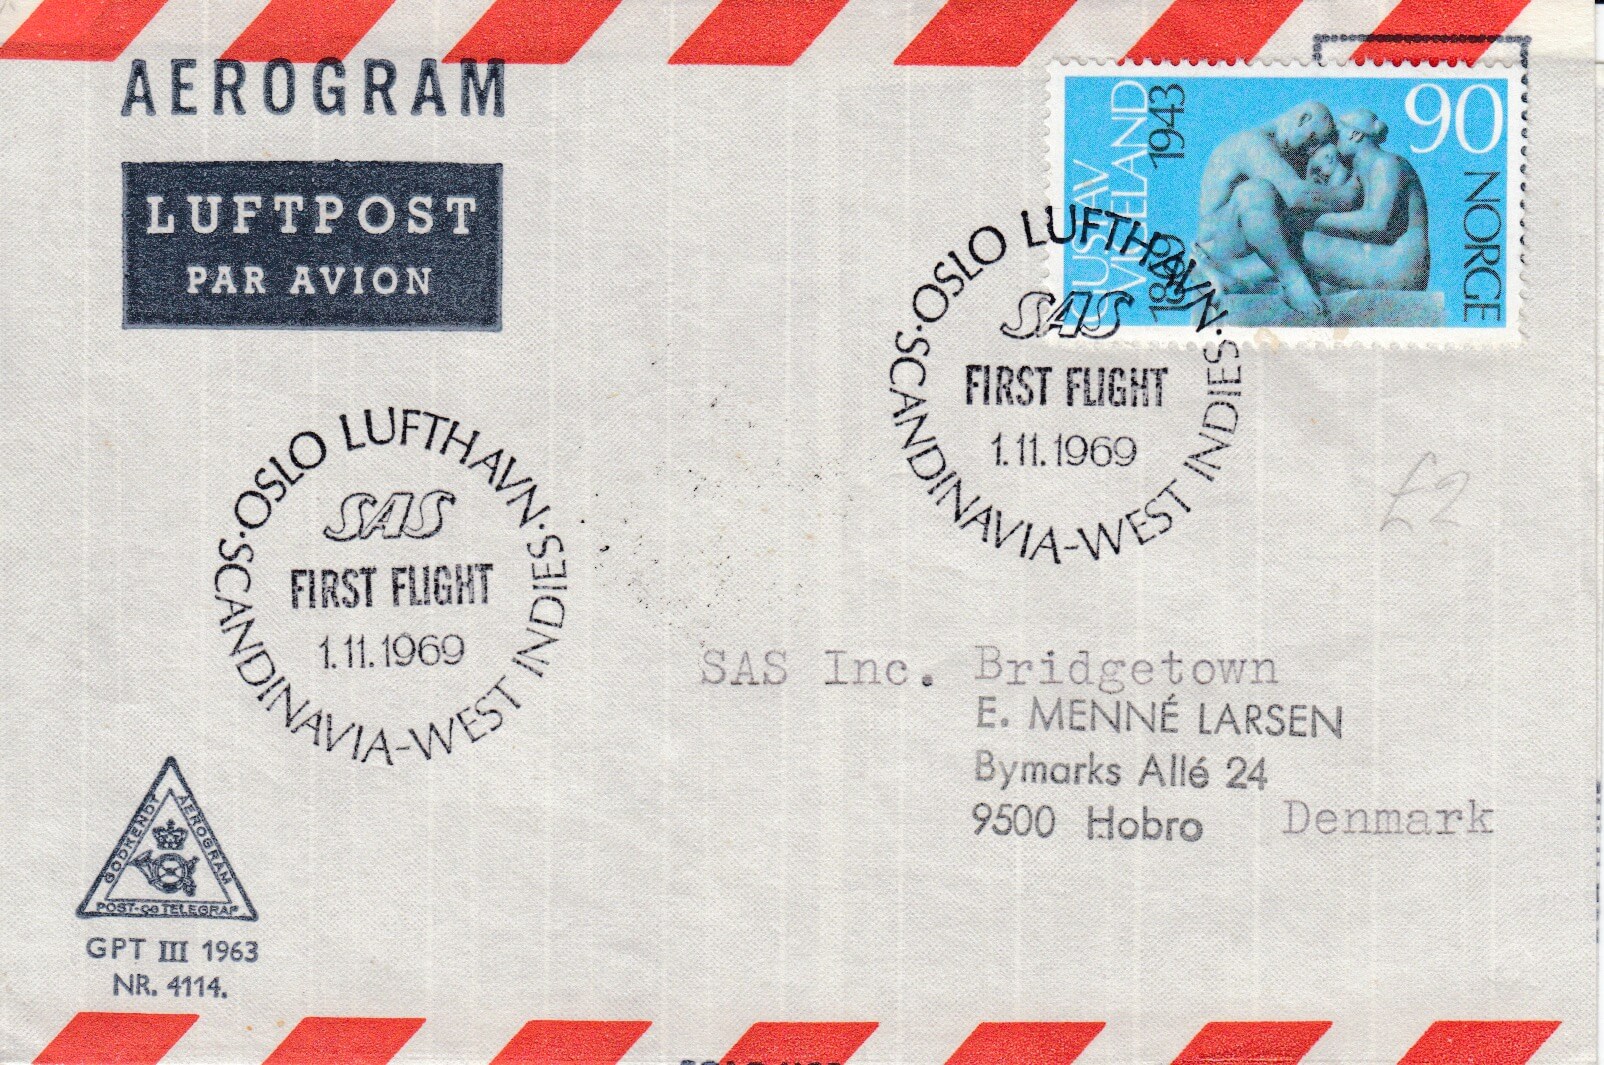 AEROGRAM
LUFTPOST
PAR AVION
GUSTAV
VIGELAND
1869 1943
90
NORGE
·OSLO LUFTHAVN·
SAS
FIRST FLIGHT
1.11.1969
SCANDINAVIA-WEST INDIES
·OSLO LUFTHAVN·
SAS
FIRST FLIGHT
1.11.1969
SCANDINAVIA-WEST INDIES
£2
SAS Inc. Bridgetown
E. MENNÉ LARSEN
Bymarks Allé 24
9500 Hobro Denmark
GODKENDT AEROGRAM
POST-OG TELEGRAF
GPT III 1963
NR. 4114.